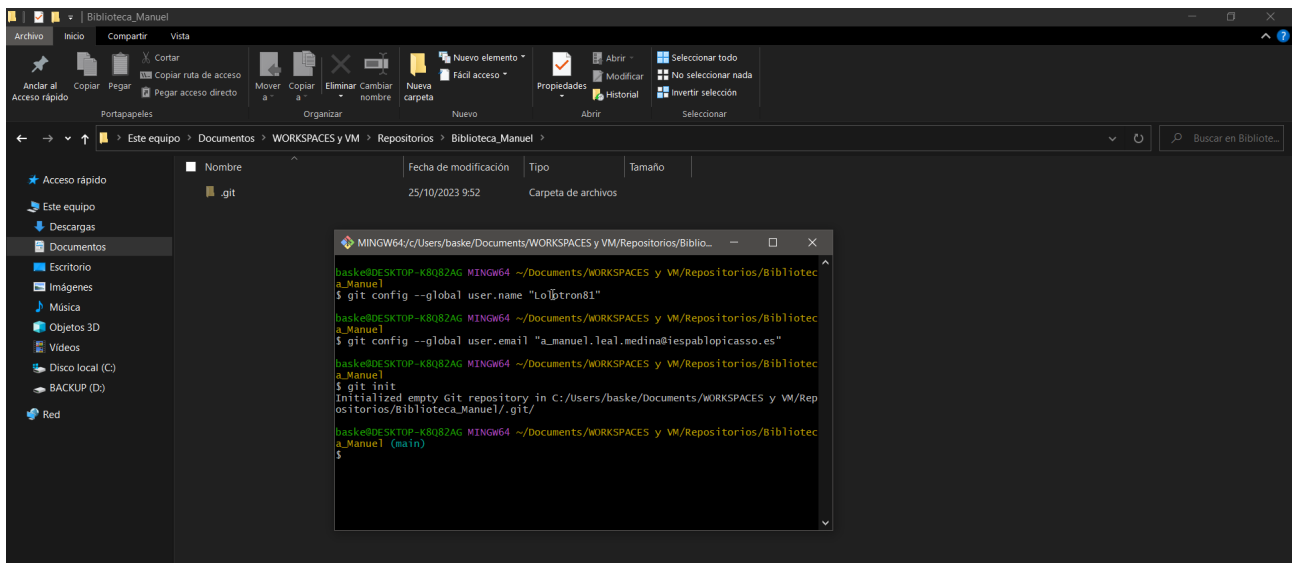 Biblioteca_Manuel
Archivo Inicio Compartir Vista
Anclar al Acceso rápido
Copiar
Pegar
Cortar
Copiar ruta de acceso
Pegar acceso directo
Portapapeles
Mover a
Copiar a
Eliminar
Cambiar nombre
Organizar
Nueva carpeta
Nuevo elemento
Fácil acceso
Nuevo
Propiedades
Abrir
Modificar
Historial
Abrir
Seleccionar todo
No seleccionar nada
Invertir selección
Seleccionar
> Este equipo > Documentos > WORKSPACES y VM > Repositorios > Biblioteca_Manuel >
Buscar en Bibliote...
Nombre Fecha de modificación Tipo Tamaño
.git 25/10/2023 9:52 Carpeta de archivos
Acceso rápido
Este equipo
Descargas
Documentos
Escritorio
Imágenes
Música
Objetos 3D
Vídeos
Disco local (C:)
BACKUP (D:)
Red
MINGW64:/c/Users/baske/Documents/WORKSPACES y VM/Repositorios/Biblio...
baske@DESKTOP-K8Q82AG MINGW64 ~/Documents/WORKSPACES y VM/Repositorios/Bibliotec
a_Manuel
$ git config --global user.name "Lolotron81"
baske@DESKTOP-K8Q82AG MINGW64 ~/Documents/WORKSPACES y VM/Repositorios/Bibliotec
a_Manuel
$ git config --global user.email "a_manuel.leal.medina@iespablopicasso.es"
baske@DESKTOP-K8Q82AG MINGW64 ~/Documents/WORKSPACES y VM/Repositorios/Bibliotec
a_Manuel
$ git init
Initialized empty Git repository in C:/Users/baske/Documents/WORKSPACES y VM/Rep
ositorios/Biblioteca_Manuel/.git/
baske@DESKTOP-K8Q82AG MINGW64 ~/Documents/WORKSPACES y VM/Repositorios/Bibliotec
a_Manuel (main)
$